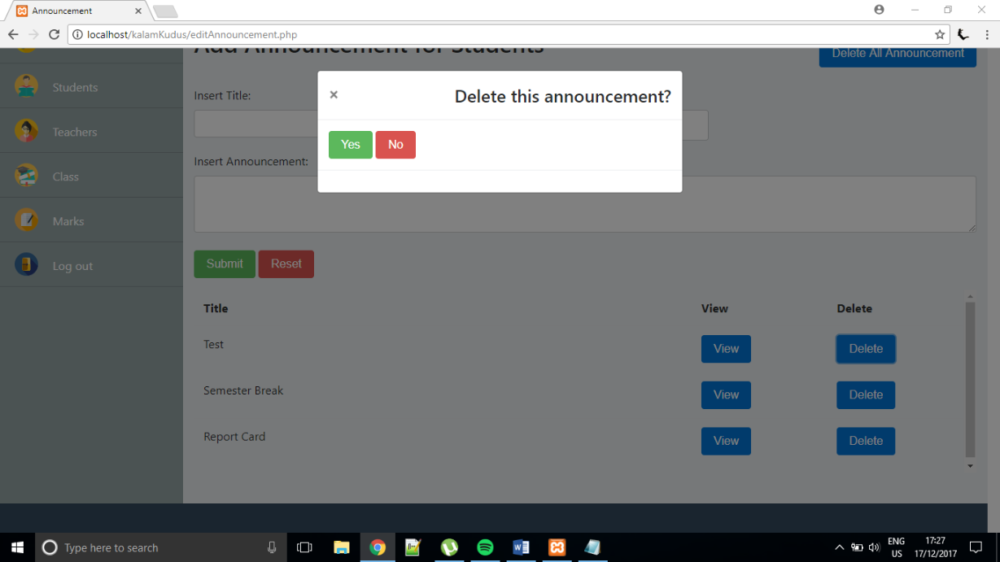 Announcement
localhost/kalamKudus/editAnnouncement.php
Add Announcement for Students
Delete All Announcement
Students
Teachers
Class
Marks
Log out
Insert Title:
Insert Announcement:
× Delete this announcement?
Yes No
Submit Reset
Title View Delete
Test View Delete
Semester Break View Delete
Report Card View Delete
Type here to search
ENG
US
17:27
17/12/2017